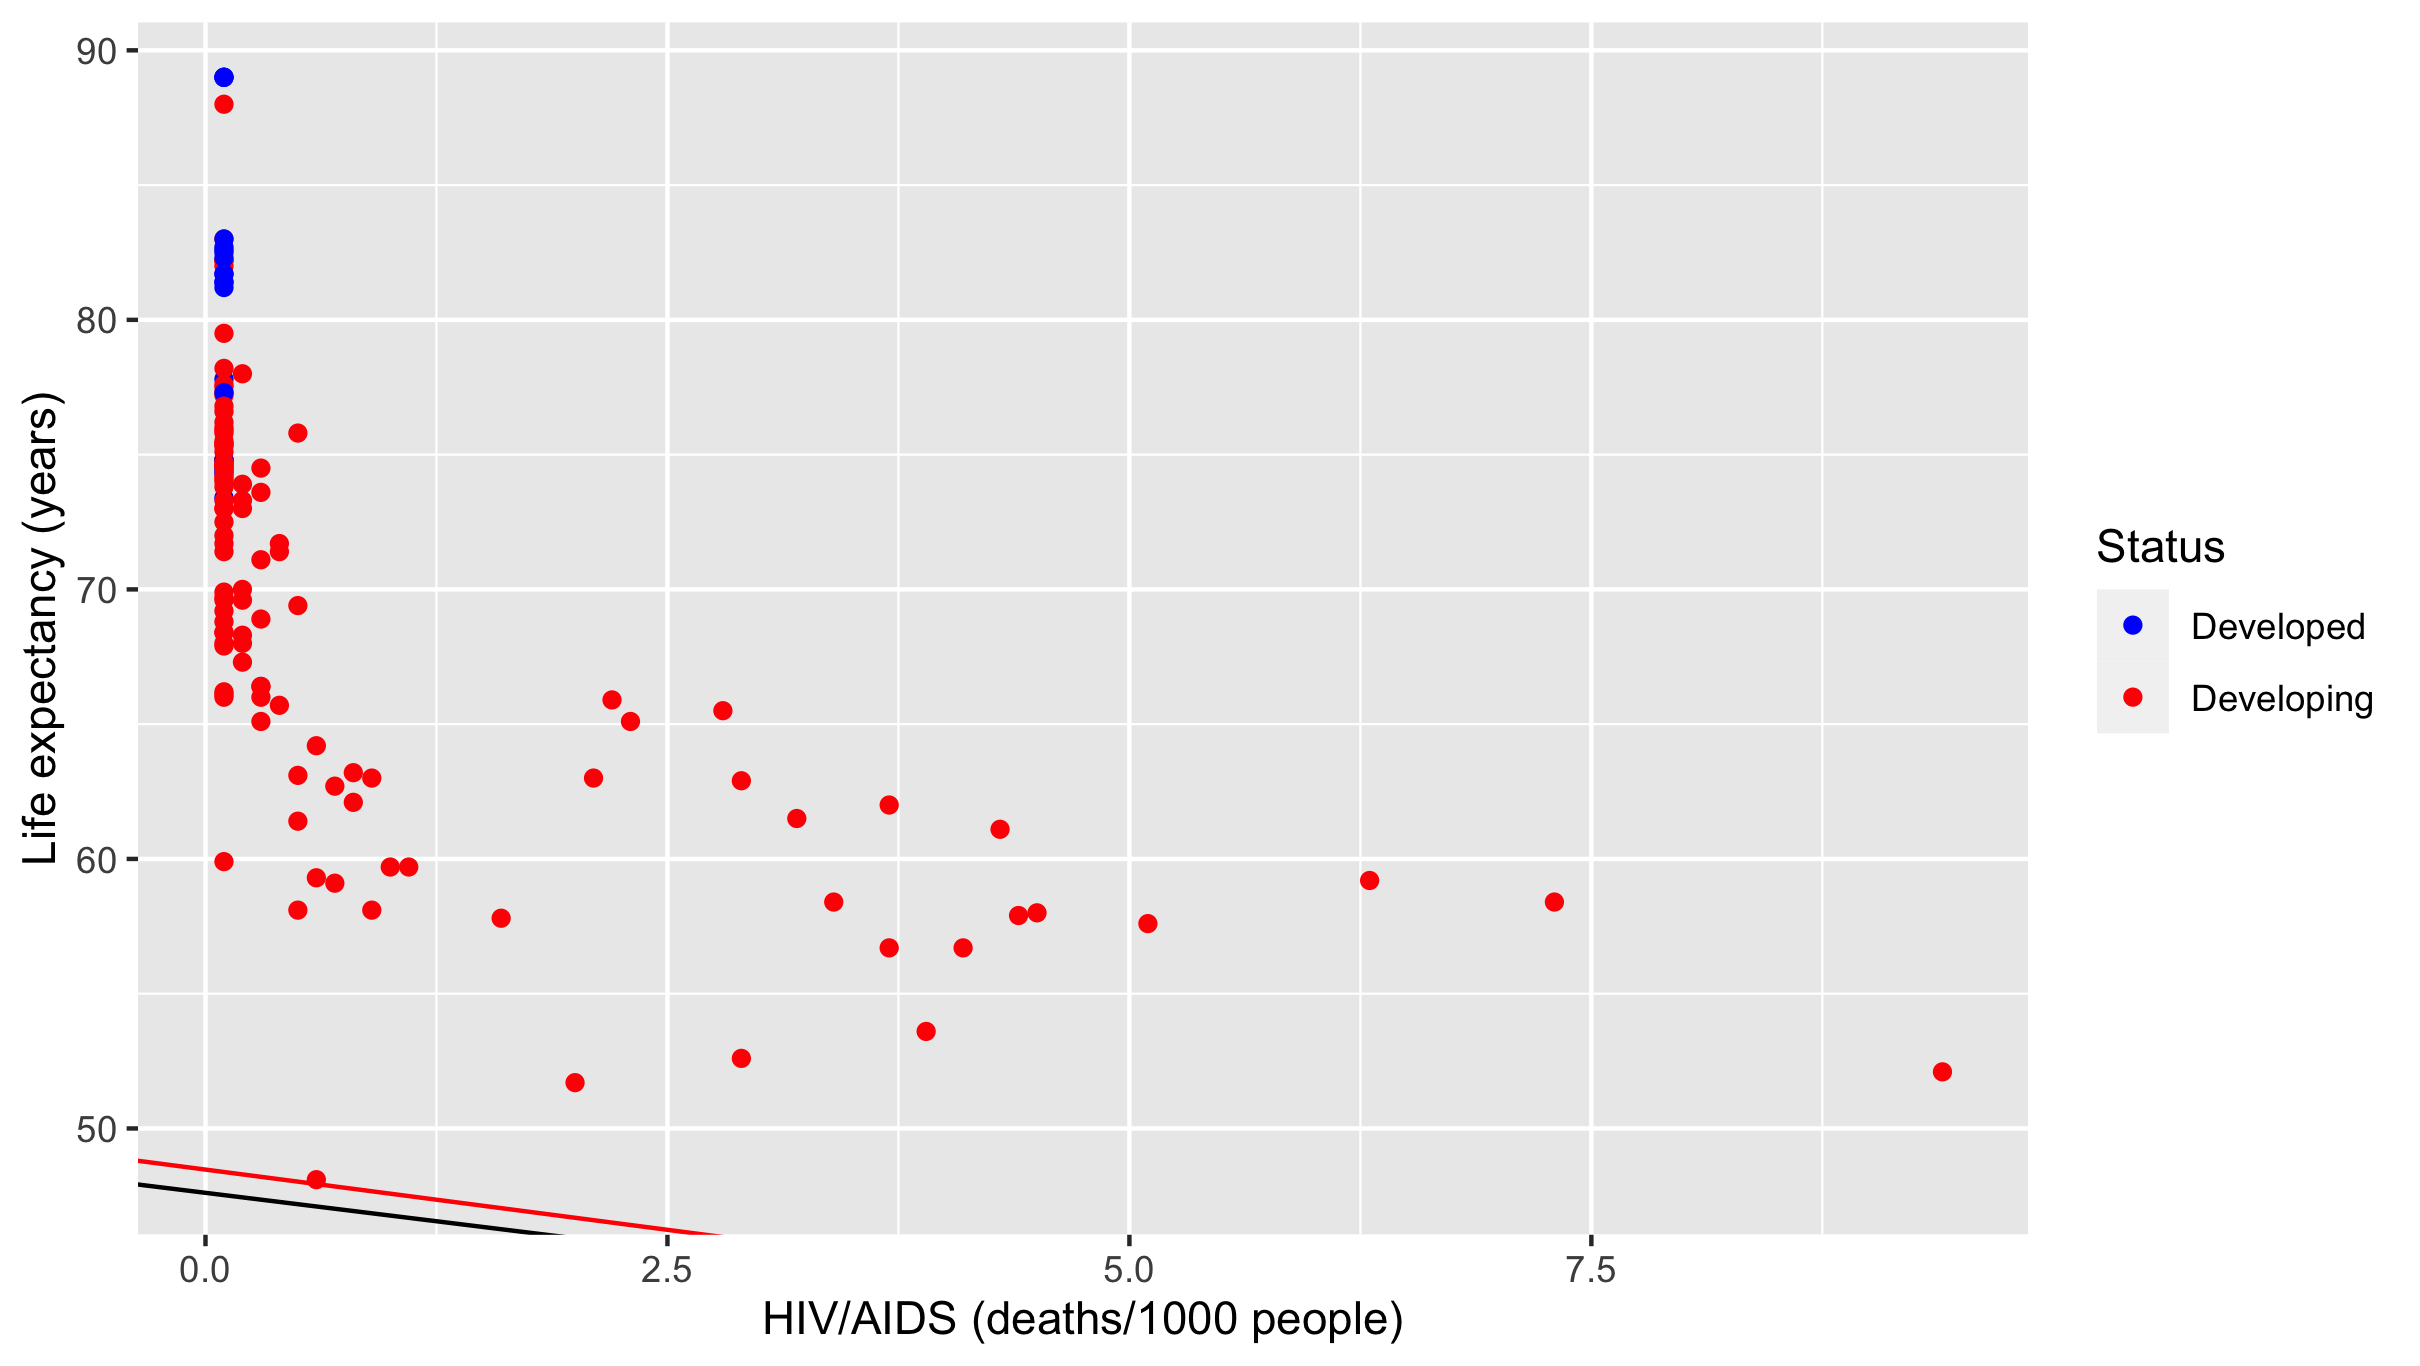 90
80
70
60
50
Life expectancy (years)
0.0 2.5 5.0 7.5
HIV/AIDS (deaths/1000 people)
Status
Developed
Developing